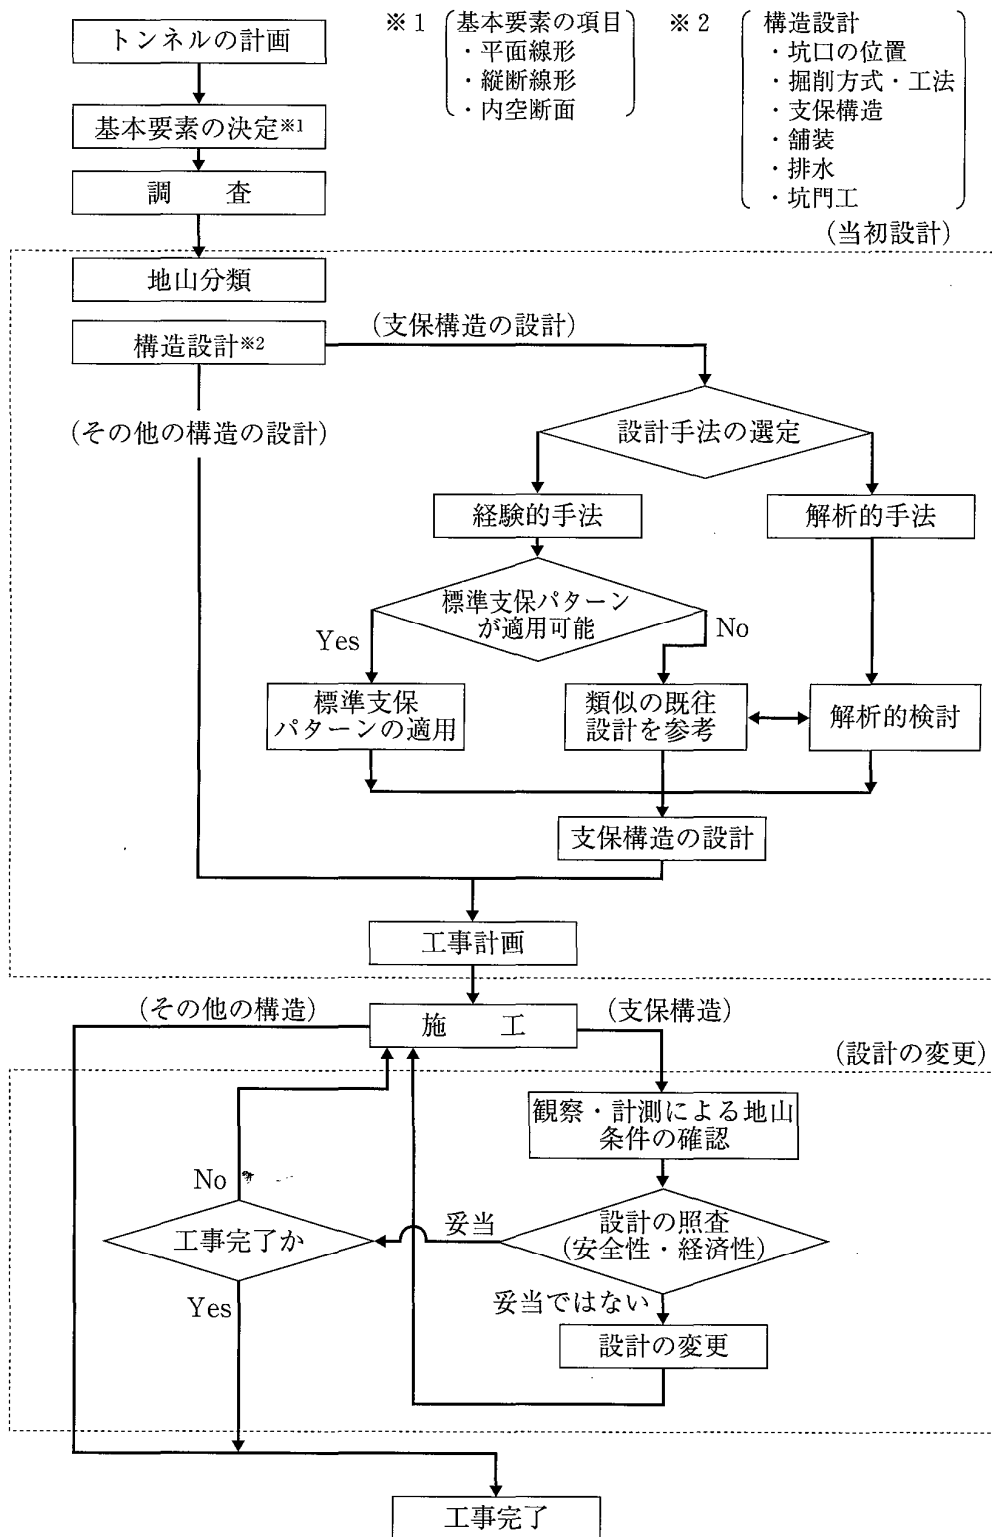 トンネルの計画
※1
基本要素の項目
・平面線形
・縦断線形
・内空断面
※2
構造設計
・坑口の位置
・掘削方式・工法
・支保構造
・舗装
・排水
・坑門工
基本要素の決定※1
調 査
(当初設計)
地山分類
構造設計※2
(支保構造の設計)
(その他の構造の設計)
設計手法の選定
経験的手法
解析的手法
標準支保パターン
が適用可能
Yes
No
標準支保
パターンの適用
類似の既往
設計を参考
解析的検討
支保構造の設計
工事計画
(その他の構造)
施 工
(支保構造)
(設計の変更)
観察・計測による地山
条件の確認
No
工事完了か
妥当
設計の照査
(安全性・経済性)
Yes
妥当ではない
設計の変更
工事完了